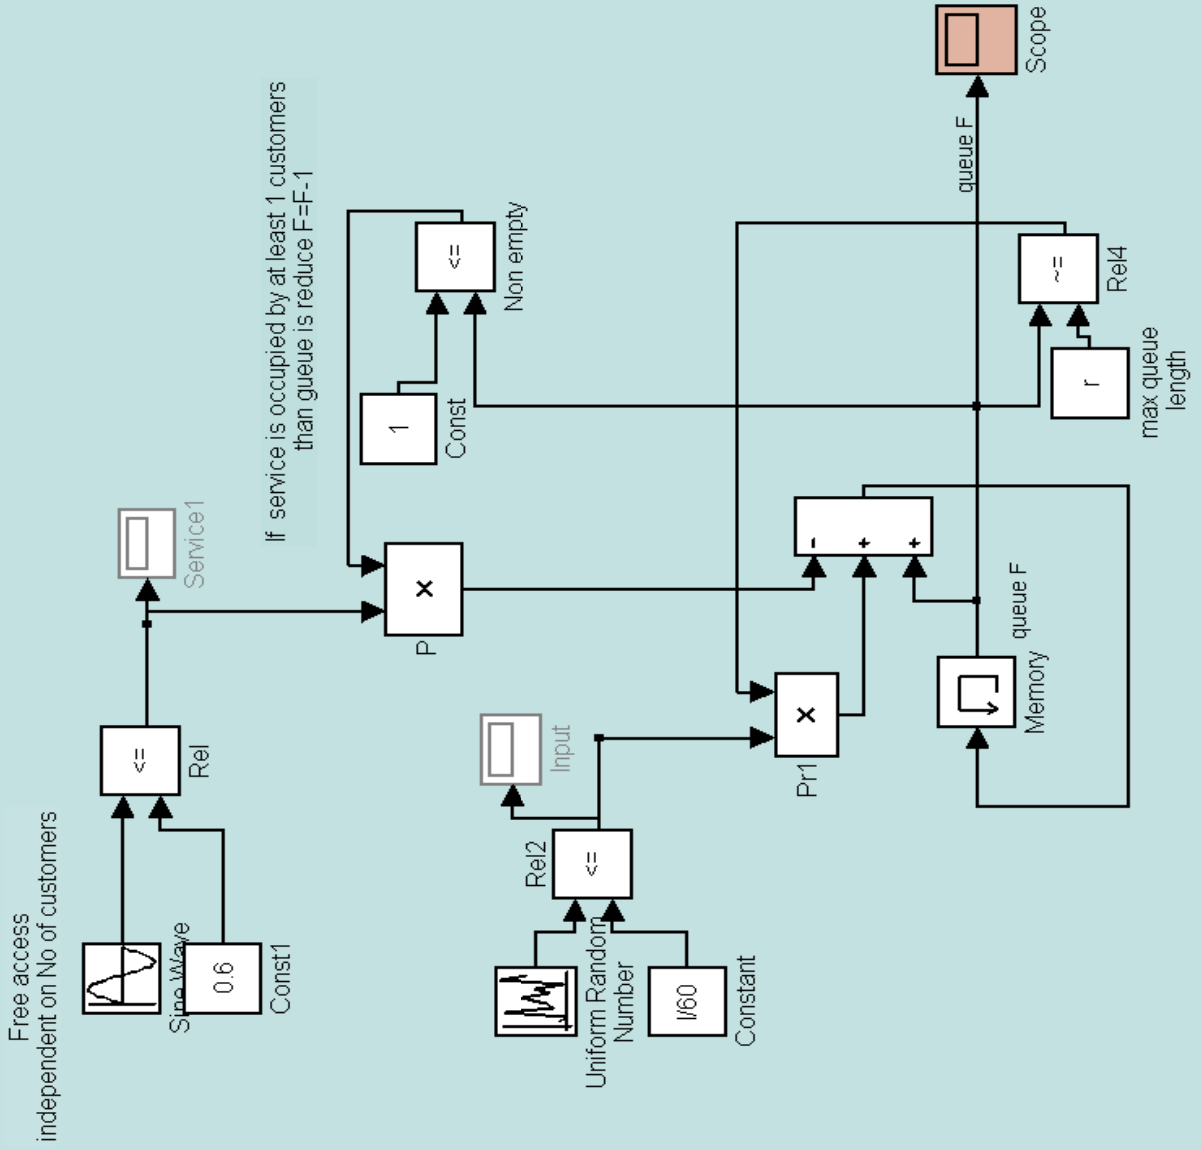 Free access
independent on No of customers
Sine Wave
<=
Rel
Service1
0.6
Const1
If service is occupied by at least 1 customers
than gueue is reduce F=F-1
×
P
1
Const
<=
Non empty
Uniform Random
Number
Rel2
<=
Input
l/60
Constant
×
Pr1
-
+
+
Memory
queue F
queue F
Scope
r
max queue
length
~=
Rel4